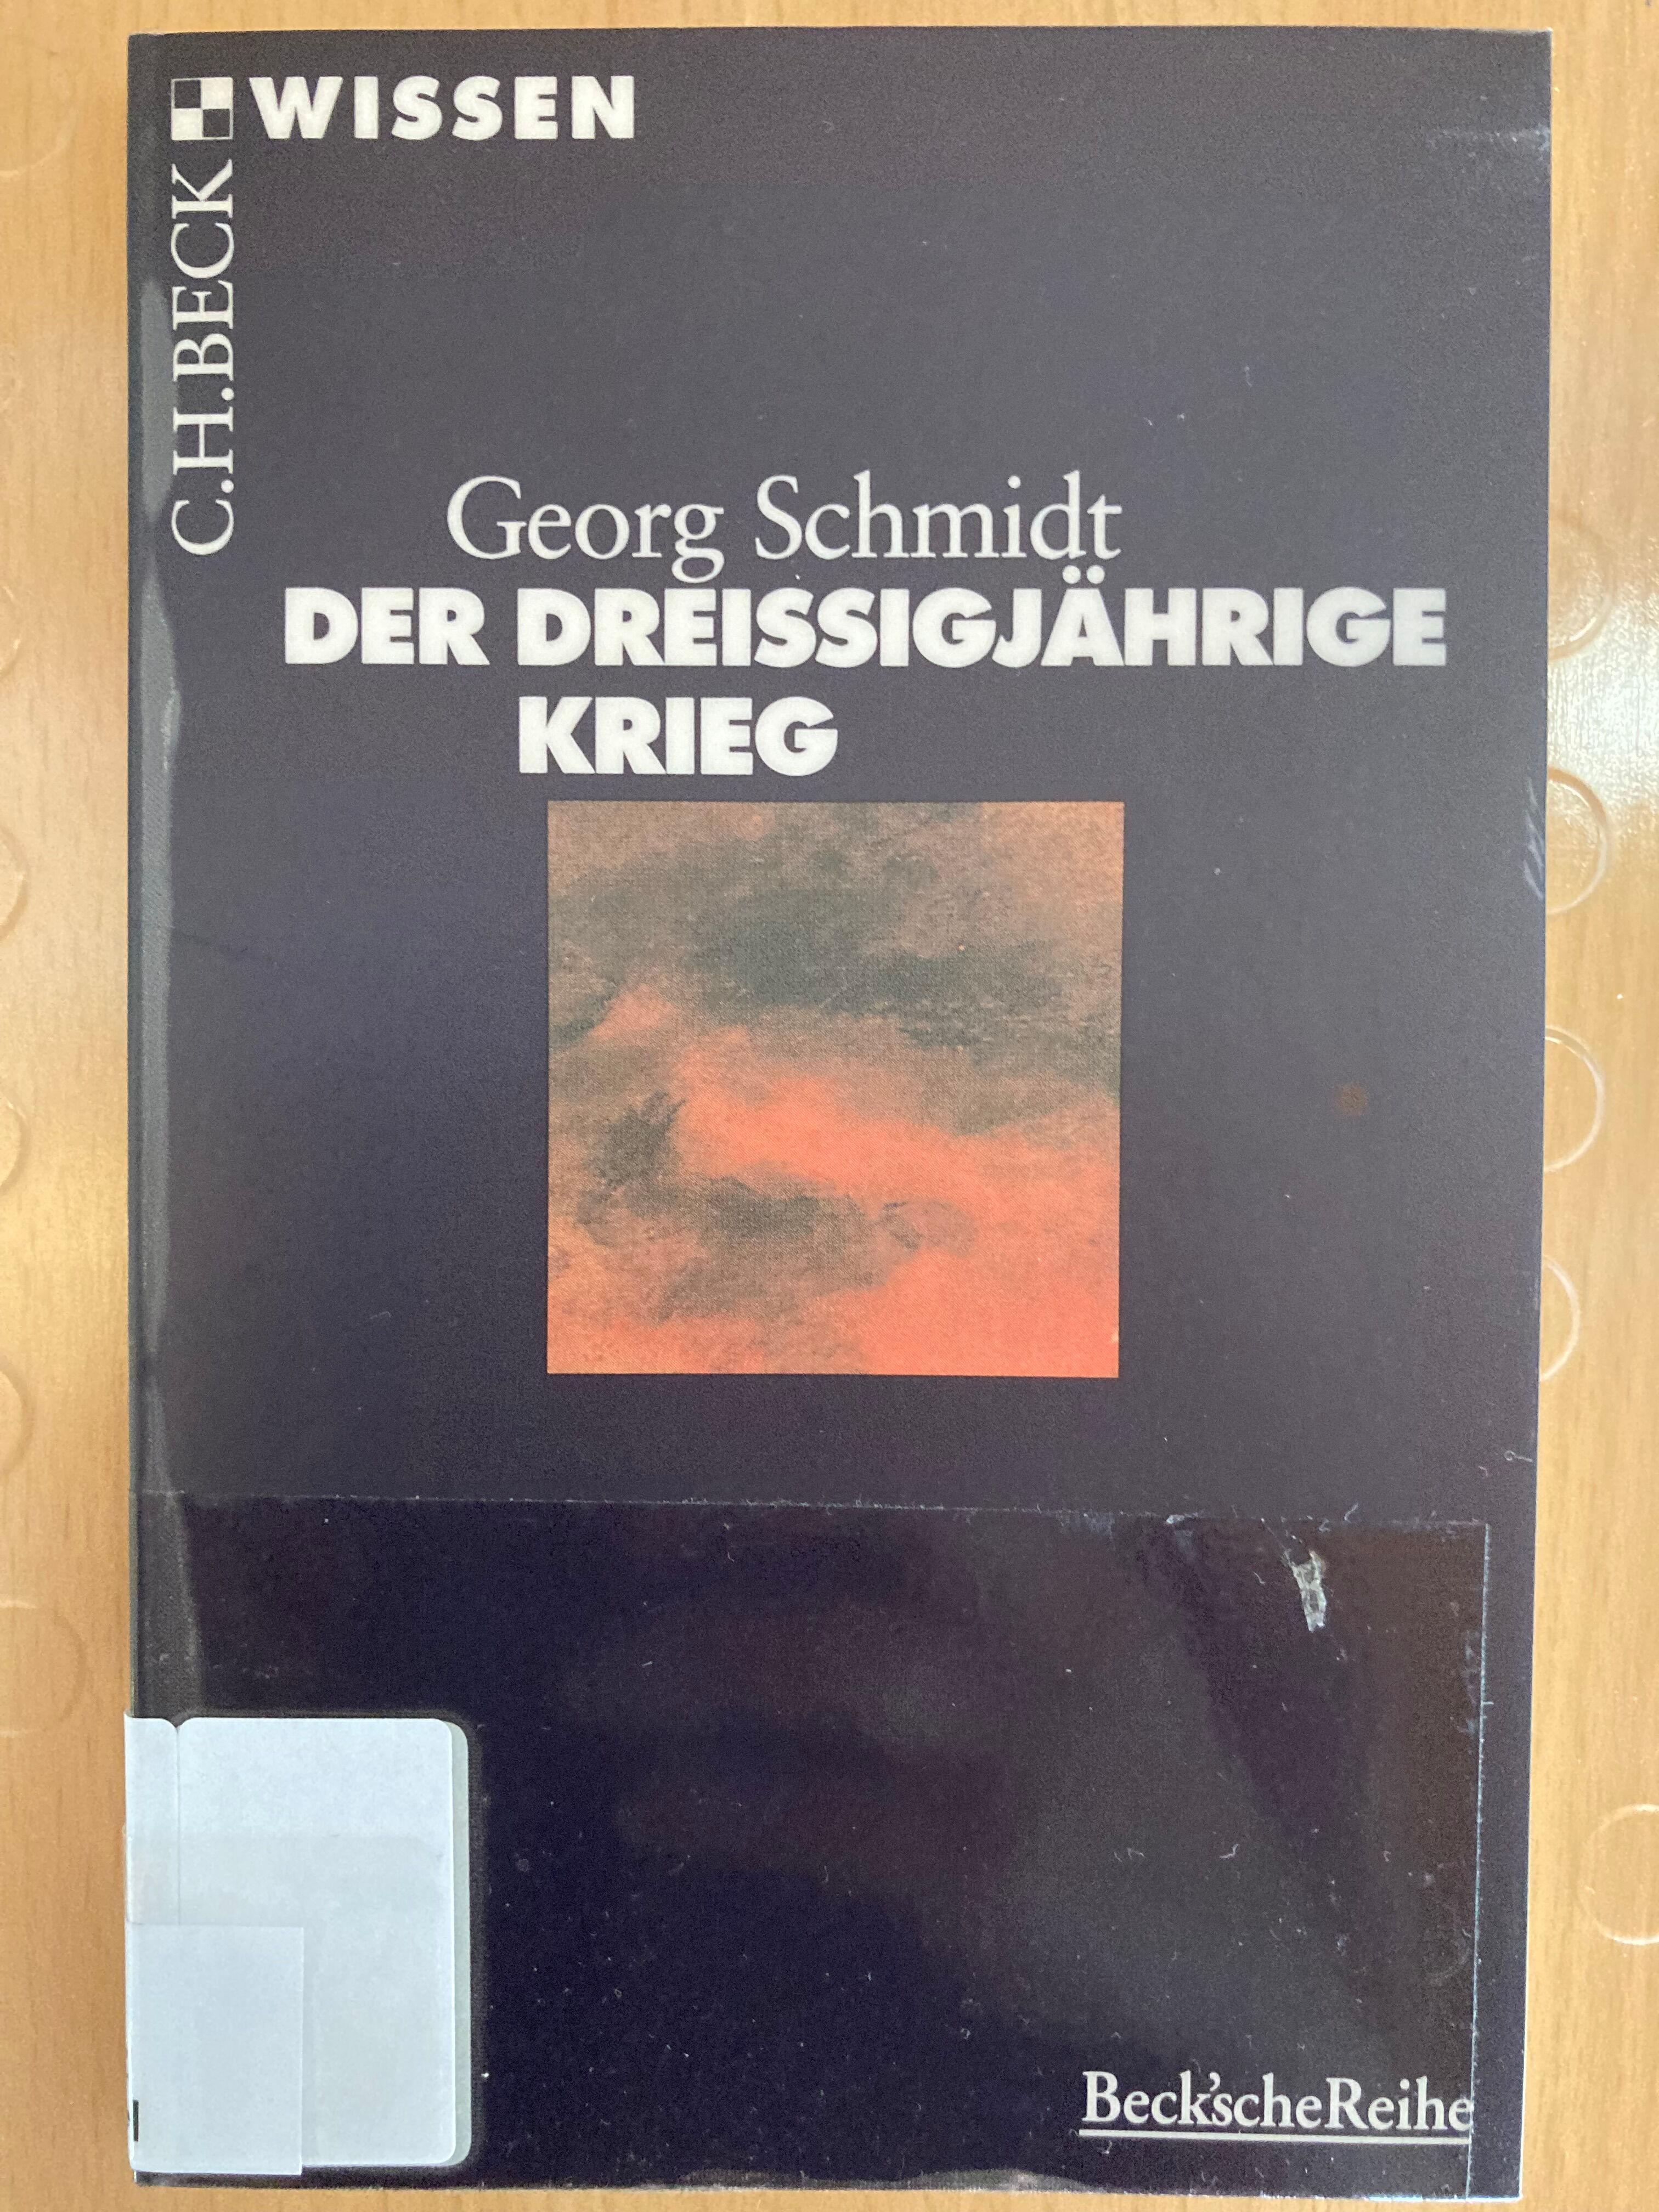 WISSEN
C.H.BECK
Georg Schmidt
DER DREISSIGJÄHRIGE
KRIEG
Beck'scheReihe